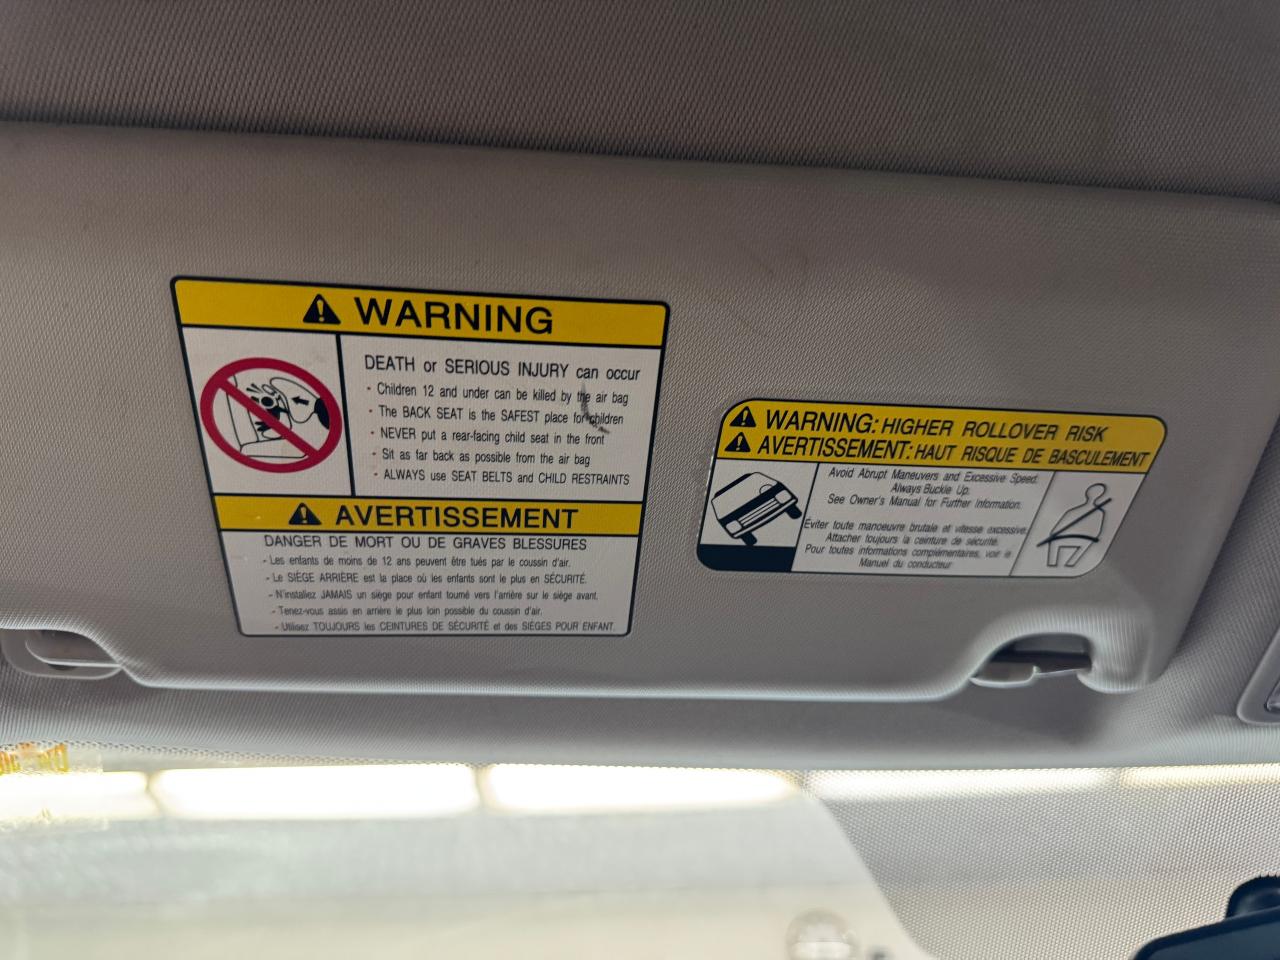 WARNING
DEATH or SERIOUS INJURY can occur
• Children 12 and under can be killed by the air bag
• The BACK SEAT is the SAFEST place for children
• NEVER put a rear-facing child seat in the front
• Sit as far back as possible from the air bag
• ALWAYS use SEAT BELTS and CHILD RESTRAINTS
AVERTISSEMENT
DANGER DE MORT OU DE GRAVES BLESSURES
- Les enfants de moins de 12 ans peuvent être tués par le coussin d'air.
- Le SIÈGE ARRIÈRE est la place où les enfants sont le plus en SÉCURITÉ.
- N'installez JAMAIS un siège pour enfant tourné vers l'arrière sur le siège avant.
- Tenez-vous assis en arrière le plus loin possible du coussin d'air.
- Utilisez TOUJOURS les CEINTURES DE SÉCURITÉ et des SIÈGES POUR ENFANT.
WARNING: HIGHER ROLLOVER RISK
AVERTISSEMENT: HAUT RISQUE DE BASCULEMENT
Avoid Abrupt Maneuvers and Excessive Speed.
Always Buckle Up.
See Owner's Manual for Further Information.
Éviter toute manoeuvre brutale et vitesse excessive.
Attacher toujours la ceinture de sécurité.
Pour toutes informations complémentaires, voir le
Manuel du conducteur